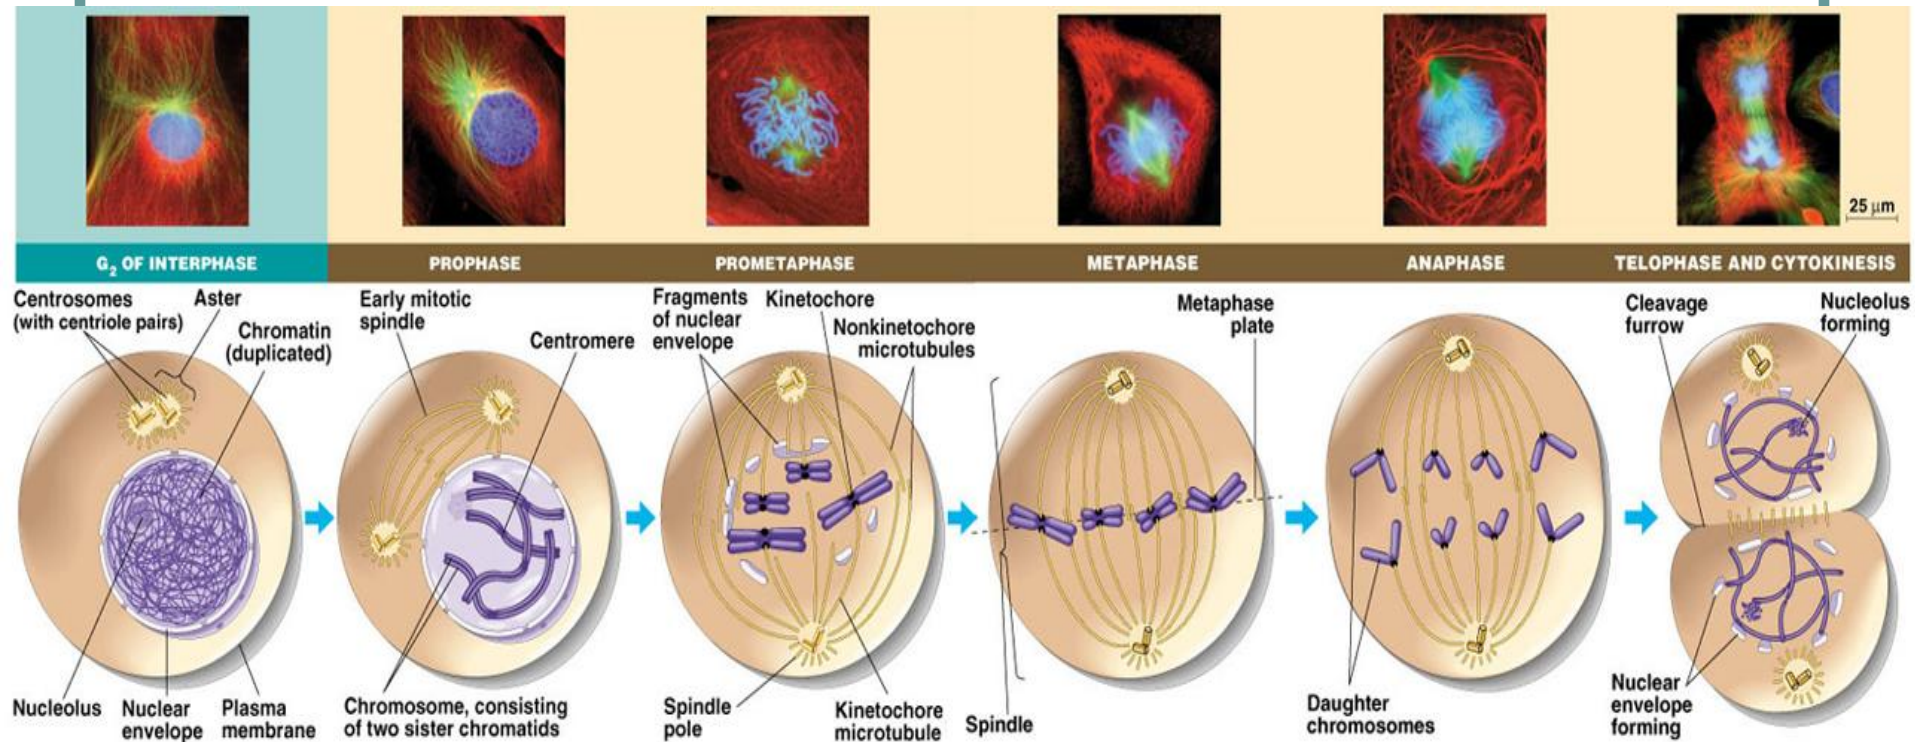 25 μm
G₂ OF INTERPHASE
PROPHASE
PROMETAPHASE
METAPHASE
ANAPHASE
TELOPHASE AND CYTOKINESIS
Centrosomes
(with centriole pairs)
Aster
Chromatin
(duplicated)
Nucleolus
Nuclear
envelope
Plasma
membrane
Early mitotic
spindle
Centromere
Chromosome, consisting
of two sister chromatids
Fragments
of nuclear
envelope
Kinetochore
Nonkinetochore
microtubules
Spindle
pole
Kinetochore
microtubule
Metaphase
plate
Spindle
Daughter
chromosomes
Cleavage
furrow
Nucleolus
forming
Nuclear
envelope
forming